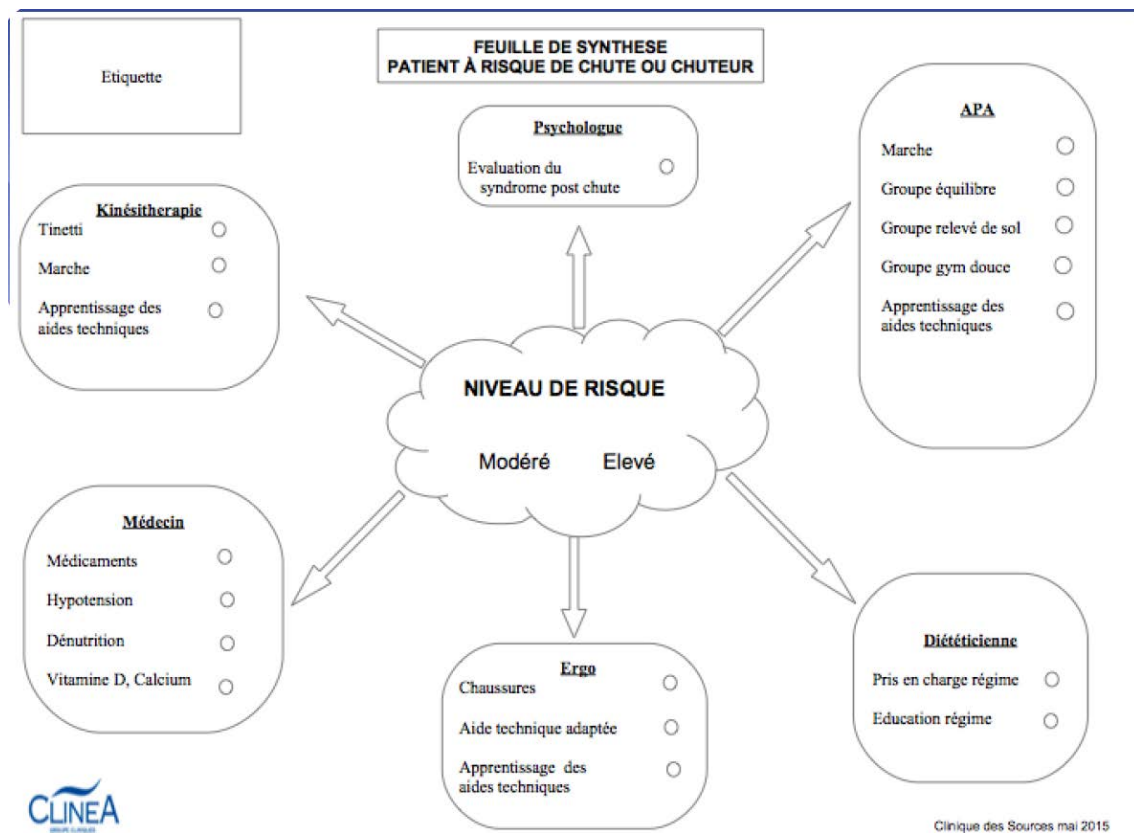 Etiquette
FEUILLE DE SYNTHESE
PATIENT À RISQUE DE CHUTE OU CHUTEUR
Psychologue
Evaluation du
syndrome post chute
APA
Marche
Groupe équilibre
Groupe relevé de sol
Groupe gym douce
Apprentissage des
aides techniques
Kinésitherapie
Tinetti
Marche
Apprentissage des
aides techniques
NIVEAU DE RISQUE
Modéré Elevé
Médecin
Médicaments
Hypotension
Dénutrition
Vitamine D, Calcium
Ergo
Chaussures
Aide technique adaptée
Apprentissage des
aides techniques
Diététicienne
Pris en charge régime
Education régime
CLINEA
GROUPE CLINIQUES
Clinique des Sources mai 2015